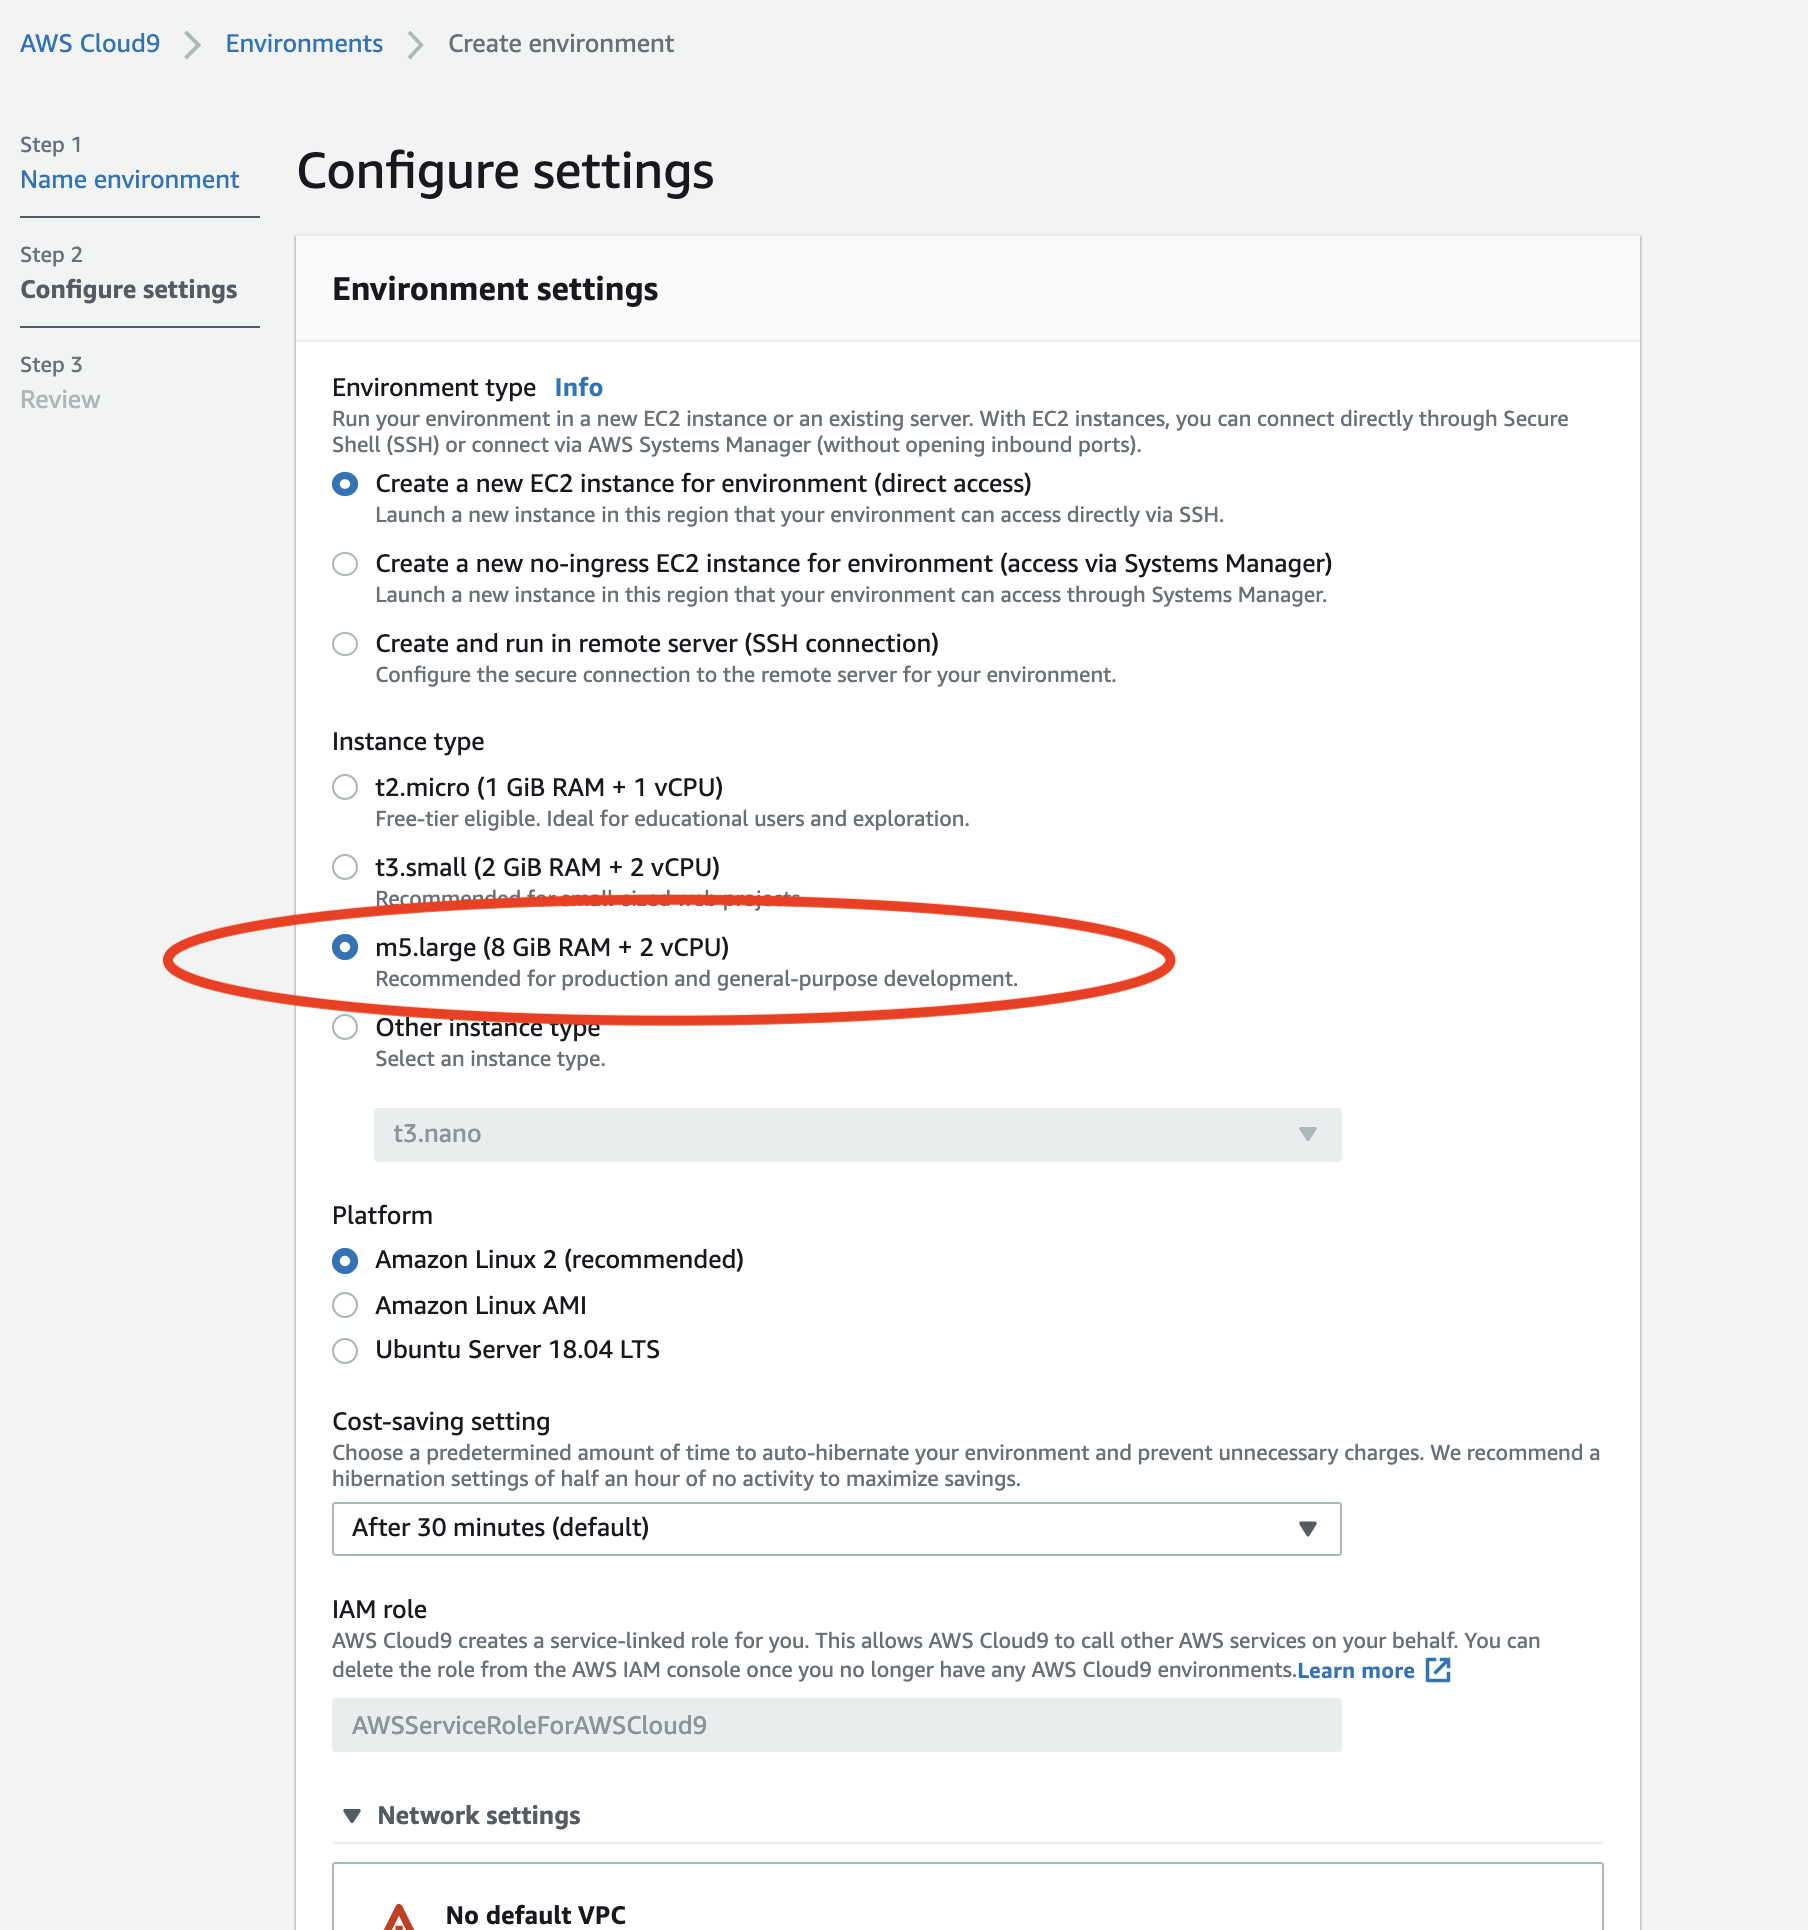 AWS Cloud9 Environments Create environment
Step 1
Name environment
Step 2
Configure settings
Step 3
Review
Configure settings
Environment settings
Environment type Info
Run your environment in a new EC2 instance or an existing server. With EC2 instances, you can connect directly through Secure
Shell (SSH) or connect via AWS Systems Manager (without opening inbound ports).
Create a new EC2 instance for environment (direct access)
Launch a new instance in this region that your environment can access directly via SSH.
Create a new no-ingress EC2 instance for environment (access via Systems Manager)
Launch a new instance in this region that your environment can access through Systems Manager.
Create and run in remote server (SSH connection)
Configure the secure connection to the remote server for your environment.
Instance type
t2.micro (1 GiB RAM + 1 vCPU)
Free-tier eligible. Ideal for educational users and exploration.
t3.small (2 GiB RAM + 2 vCPU)
Recommended for small-sized web projects.
m5.large (8 GiB RAM + 2 vCPU)
Recommended for production and general-purpose development.
Other instance type
Select an instance type.
t3.nano
Platform
Amazon Linux 2 (recommended)
Amazon Linux AMI
Ubuntu Server 18.04 LTS
Cost-saving setting
Choose a predetermined amount of time to auto-hibernate your environment and prevent unnecessary charges. We recommend a
hibernation settings of half an hour of no activity to maximize savings.
After 30 minutes (default)
IAM role
AWS Cloud9 creates a service-linked role for you. This allows AWS Cloud9 to call other AWS services on your behalf. You can
delete the role from the AWS IAM console once you no longer have any AWS Cloud9 environments.Learn more
AWSServiceRoleForAWSCloud9
Network settings
No default VPC